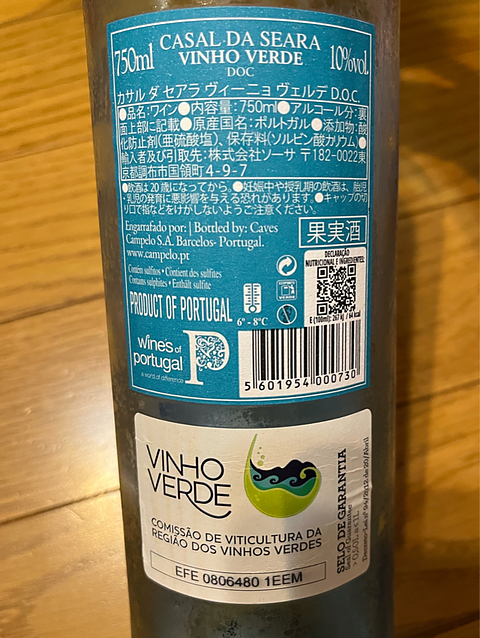 750ml
CASAL DA SEARA
VINHO VERDE
DOC
10%vol.
カサル ダ セアラ ヴィーニョ ヴェルデ D.O.C.
●品名:ワイン●内容量:750ml●アルコール分:裏
面上部に記載●原産国名:ポルトガル●添加物:酸
化防止剤(亜硫酸塩)、保存料(ソルビン酸カリウム)●
輸入者及び引取先:株式会社ソーサ 〒182-0022東
京都調布市国領町4-9-7
●飲酒は20歳になってから。●妊娠中や授乳期の飲酒は、胎児
・乳児の発育に悪影響を与える恐れがあります。●キャップの切
り口で指などをけがしないようご注意ください。
Engarrafado por: | Bottled by: Caves
Campelo S.A. Barcelos- Portugal.
www.campelo.pt
果実酒
Contém sulfitos • Contient des sulfites
Contains sulphites • Enthält sulfite
DECLARAÇÃO
NUTRICIONAL E INGREDIENTES:
E (100ml): 267 kJ / 64 kcal
PRODUCT OF PORTUGAL
6° - 8°C
wines of
portugal
a world of difference
P
5 601954 000730
VINHO
VERDE
COMISSÃO DE VITICULTURA DA
REGIÃO DOS VINHOS VERDES
EFE 0806480 1EEM
SELO DE GARANTIA